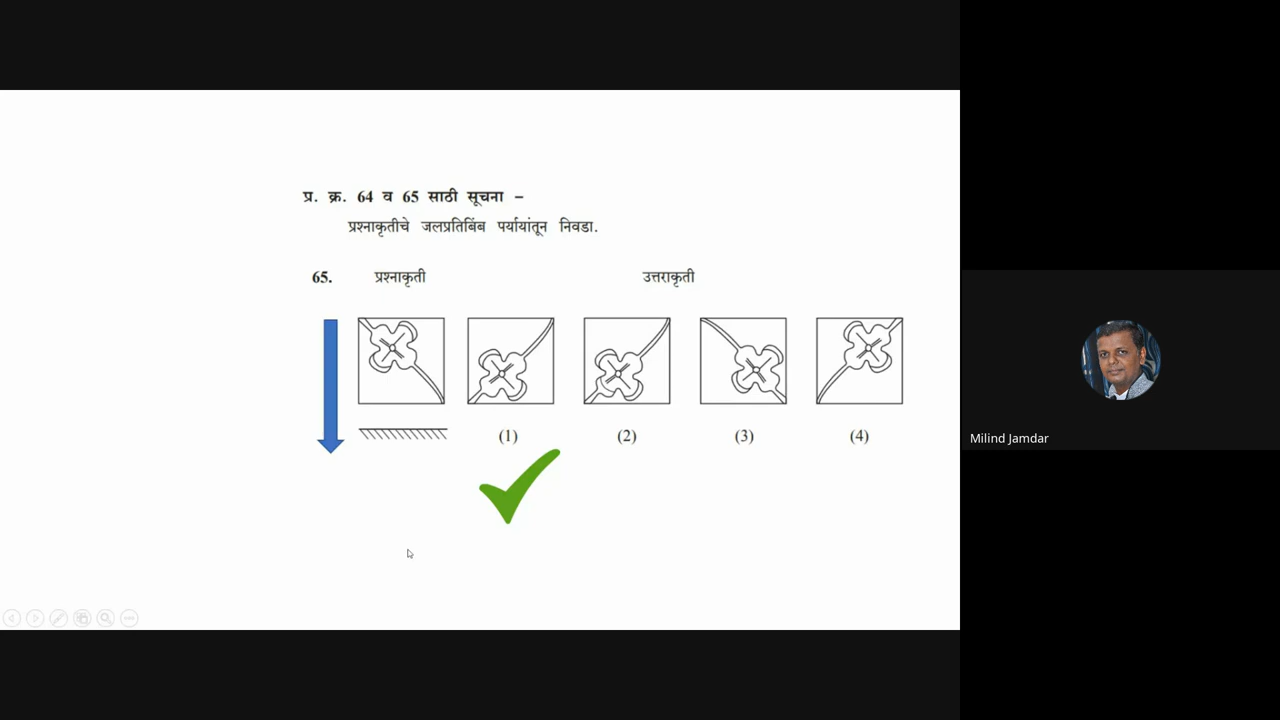 प्र. क्र. 64 व 65 साठी सूचना –
प्रश्नाकृतीचे जलप्रतिबिंब पर्यायांतून निवडा.
65. प्रश्नाकृती उत्तराकृती
(1) (2) (3) (4)
Milind Jamdar